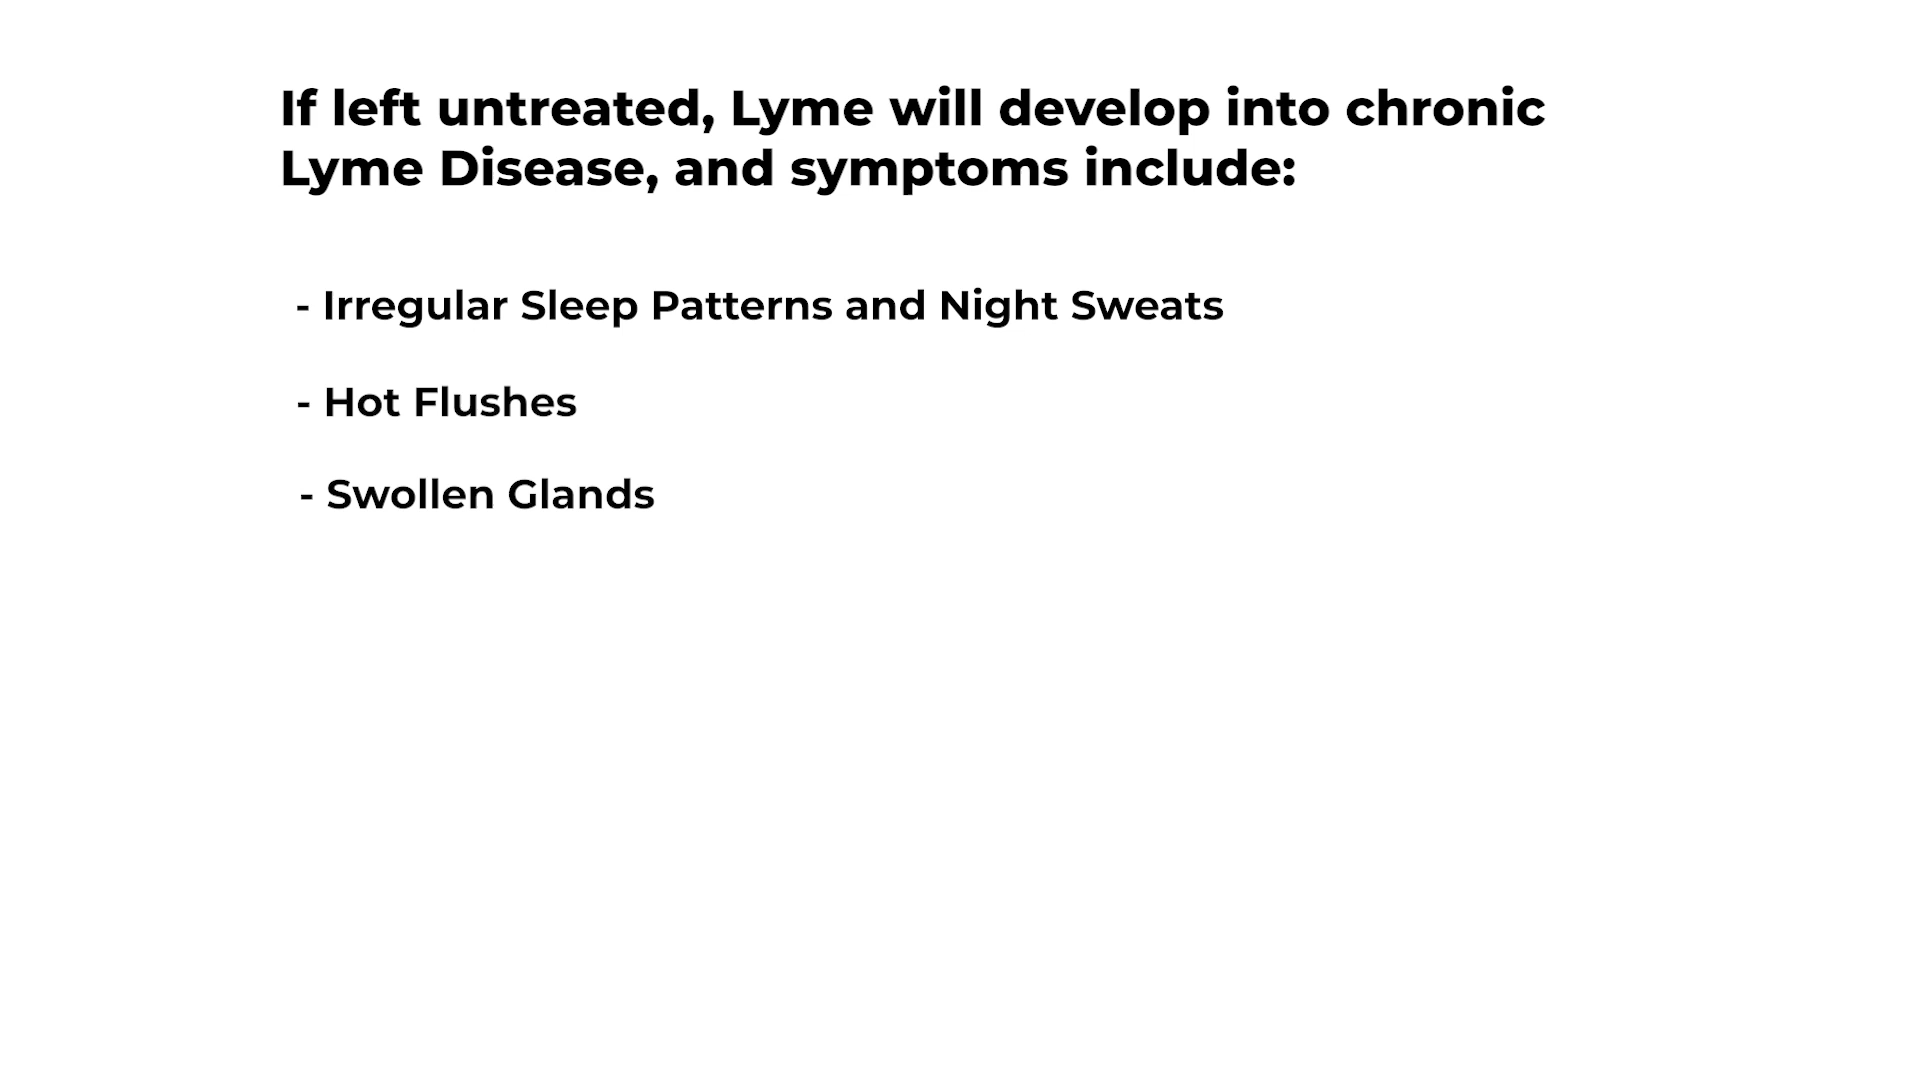 If left untreated, Lyme will develop into chronic
Lyme Disease, and symptoms include:
- Irregular Sleep Patterns and Night Sweats
- Hot Flushes
- Swollen Glands